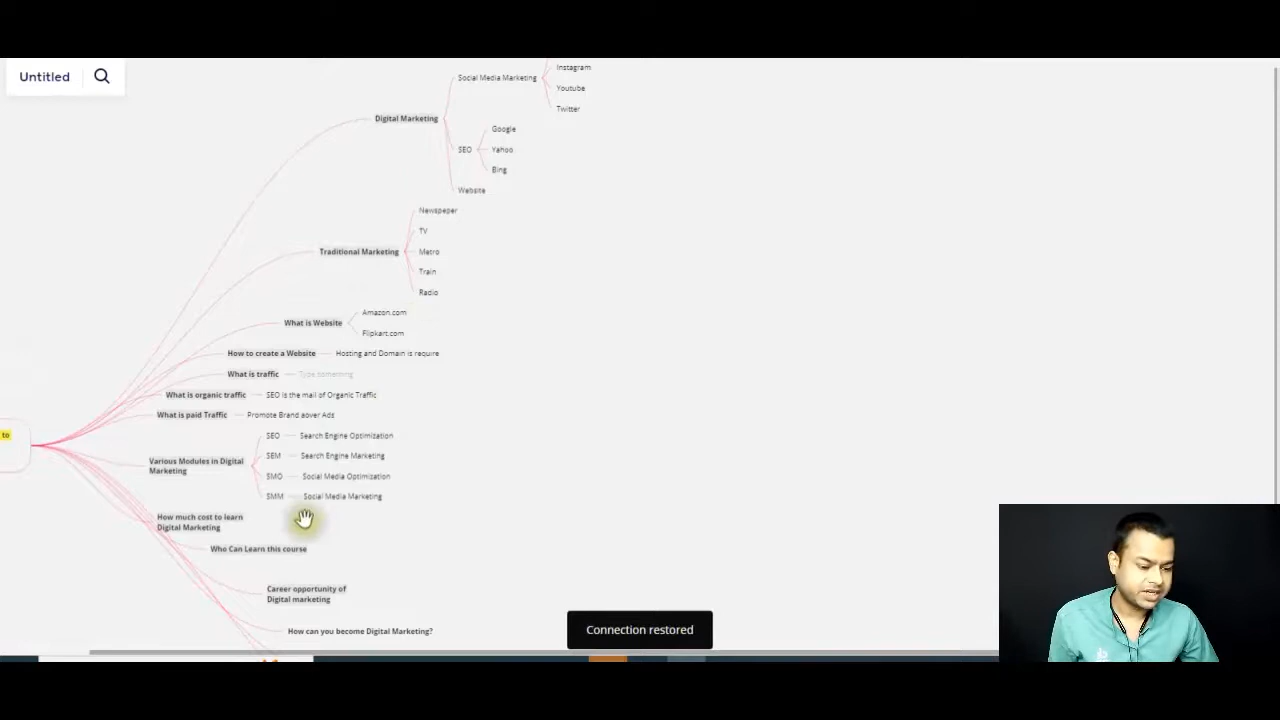 Untitled
Instagram
Social Media Marketing
Youtube
Twitter
Digital Marketing
Google
SEO
Yahoo
Bing
Website
Newspeper
TV
Traditional Marketing
Metro
Train
Radio
Amazon.com
What is Website
Flipkart.com
How to create a Website
Hosting and Domain is require
What is traffic
Type something
What is organic traffic
SEO is the mail of Organic Traffic
What is paid Traffic
Promote Brand aover Ads
to
SEO
Search Engine Optimization
Various Modules in Digital
Marketing
SEM
Search Engine Marketing
SMO
Social Media Optimization
SMM
Social Media Marketing
How much cost to learn
Digital Marketing
Who Can Learn this course
Career opportunity of
Digital marketing
How can you become Digital Marketing?
Connection restored